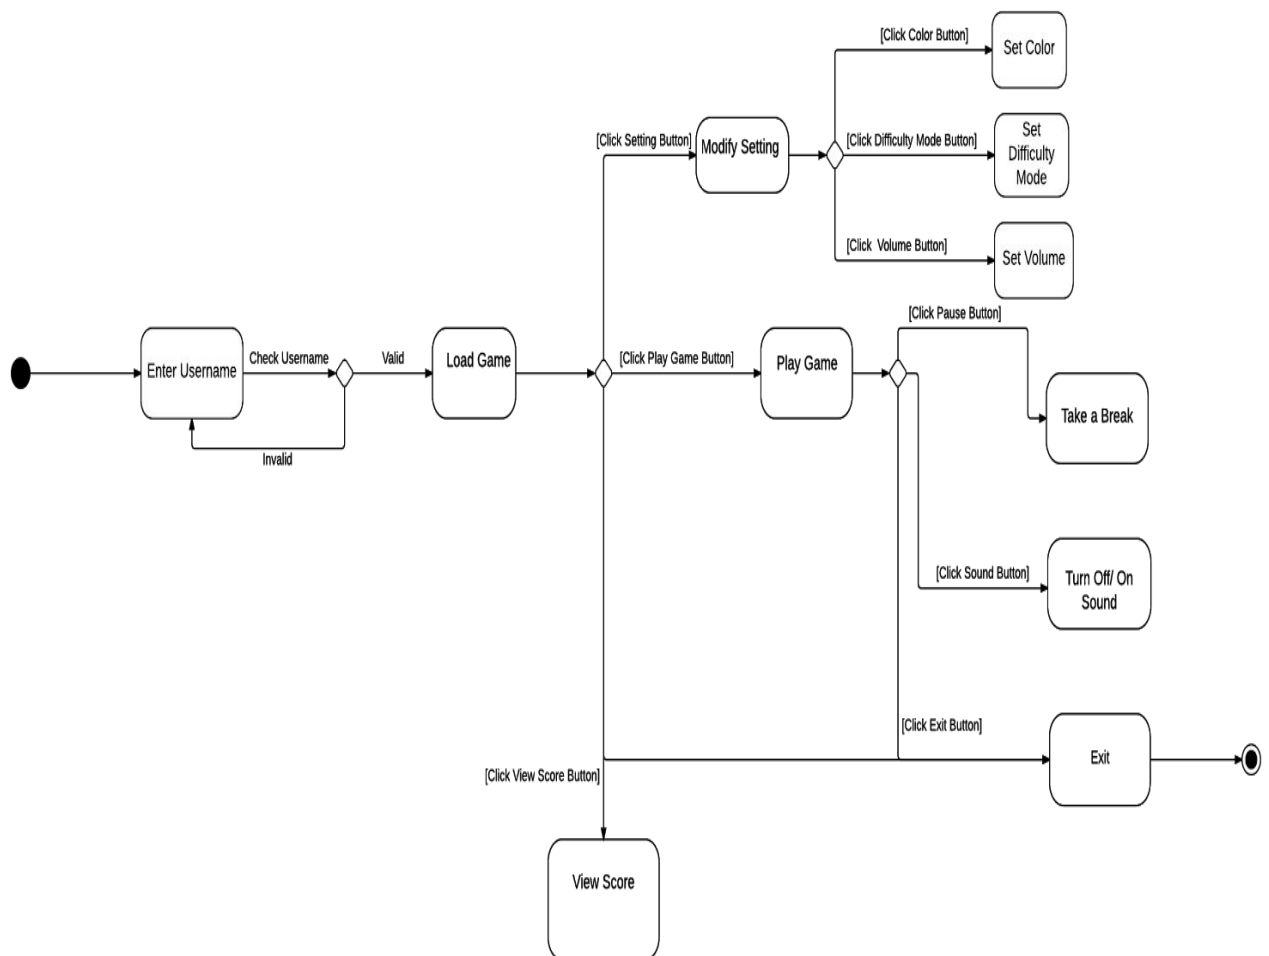 [Click Color Button]
Set Color
[Click Setting Button]
Modify Setting
[Click Difficulty Mode Button]
Set
Difficulty
Mode
[Click  Volume Button]
Set Volume
[Click Pause Button]
Enter Username
Check Username
Valid
Load Game
[Click Play Game Button]
Play Game
Take a Break
Invalid
[Click Sound Button]
Turn Off/ On
Sound
[Click Exit Button]
Exit
[Click View Score Button]
View Score